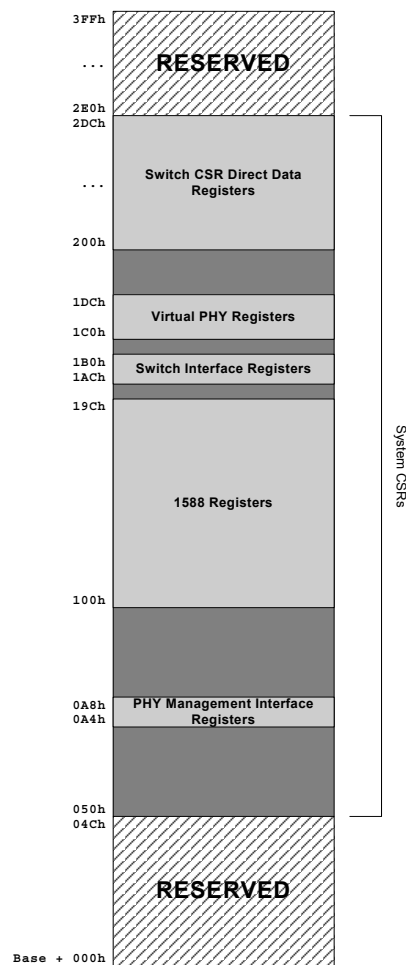 3FFh
...
RESERVED
2E0h
2DCh
...
Switch CSR Direct Data
Registers
200h
1DCh
Virtual PHY Registers
1C0h
1B0h
Switch Interface Registers
1ACh
19Ch
System CSRs
1588 Registers
100h
0A8h
PHY Management Interface
Registers
0A4h
050h
04Ch
RESERVED
Base + 000h